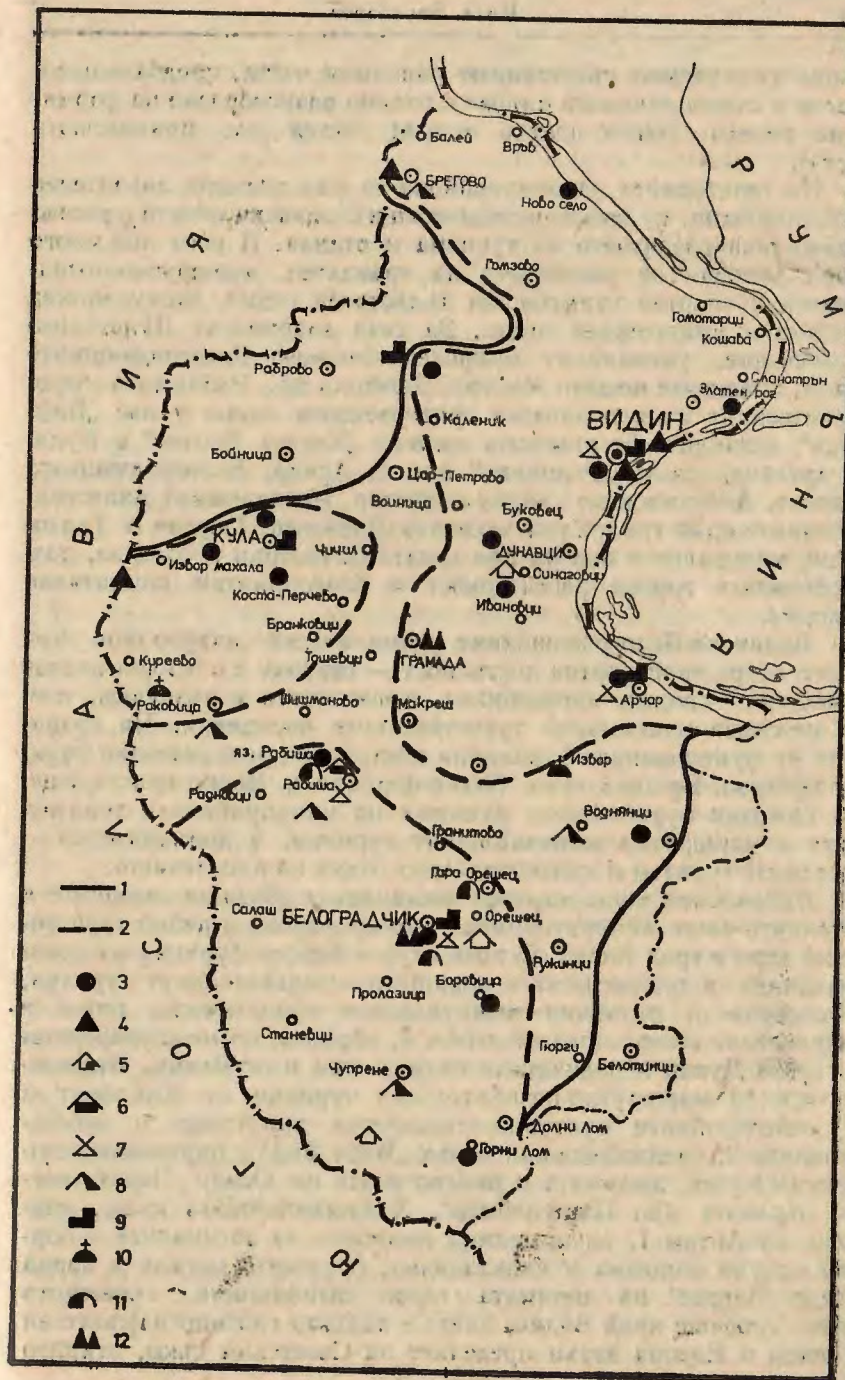 Балей
Връб
БРЕГОВО
Ново село
Гъмзово
Гомотарци
Кошава
Раброво
Сланотрън
Златен рог
Каленик
ВИДИН
Бойница
Цар-Петрово
Воиница
Буковец
КУЛА
Чичил
ДУНАВЦИ
Извор махала
Синаговци
Коста-Перчево
Ивановци
Бранковци
Тошевци
ГРАМАДА
Киреево
Раковица
Шишманово
Макреш
Арчар
яз. Рабиша
Рабиша
Извор
Раяновци
Воднянци
Гранитово
Гара Орешец
Салаш
БЕЛОГРАДЧИК
Орешец
Ружинци
Боровица
Пролазница
Станевци
Гюрги
Белотинци
Чупрене
Долни Лом
Горни Лом
Р У М Ъ Н И Я
Ю Г О С Л А В И Я
1
2
3
4
5
6
7
8
9
10
11
12